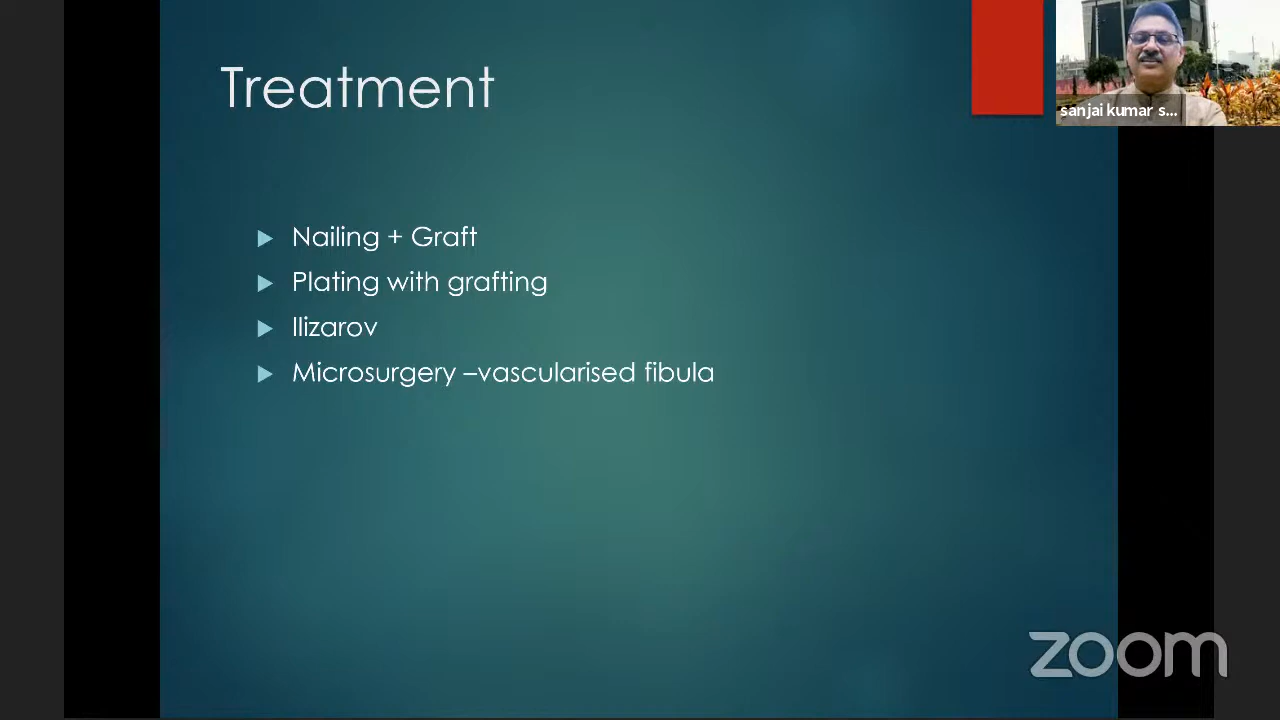 Treatment
sanjai kumar s...
Nailing + Graft
Plating with grafting
Ilizarov
Microsurgery –vascularised fibula
zoom